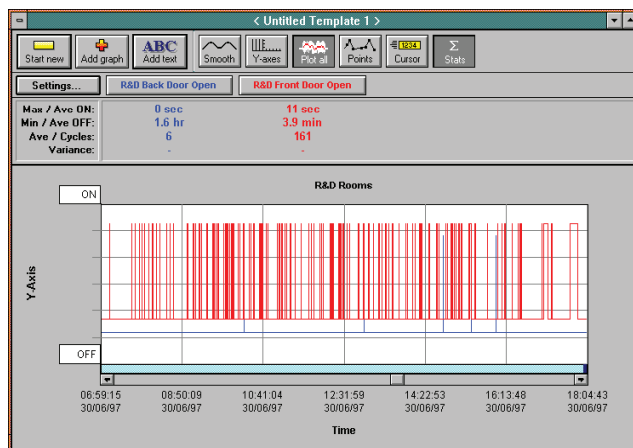 < Untitled Template 1 >
Start new
Add graph
ABC
Add text
Smooth
Y-axes
Plot all
Points
1234
Cursor
Σ
Stats
Settings...
R&D Back Door Open
R&D Front Door Open
Max / Ave ON: 0 sec 11 sec
Min / Ave OFF: 1.6 hr 3.9 min
Ave / Cycles: 6 161
Variance: - -
R&D Rooms
ON
Y-Axis
OFF
06:59:15 08:50:09 10:41:04 12:31:59 14:22:53 16:13:48 18:04:43
30/06/97 30/06/97 30/06/97 30/06/97 30/06/97 30/06/97 30/06/97
Time